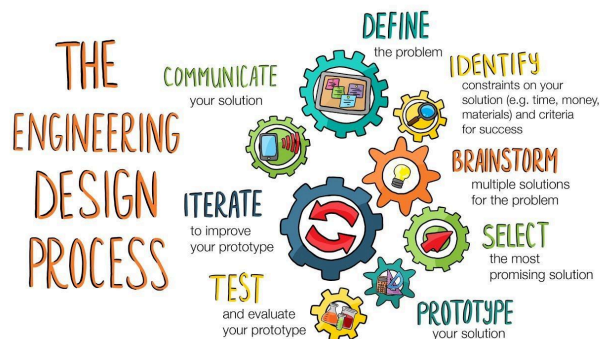 THE
ENGINEERING
DESIGN
PROCESS
DEFINE
the problem
IDENTIFY
constraints on your
solution (e.g. time, money,
materials) and criteria
for success
BRAINSTORM
multiple solutions
for the problem
SELECT
the most
promising solution
PROTOTYPE
your solution
TEST
and evaluate
your prototype
ITERATE
to improve
your prototype
COMMUNICATE
your solution